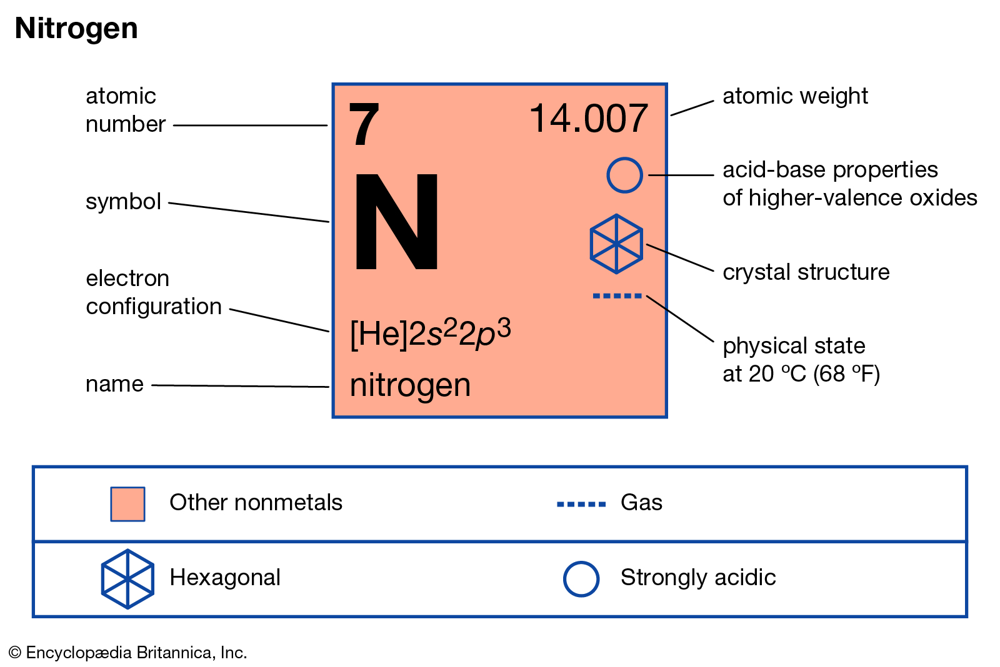 Nitrogen
atomic
number
symbol
electron
configuration
name
7
14.007
N
[He]2s²2p³
nitrogen
atomic weight
acid-base properties
of higher-valence oxides
crystal structure
physical state
at 20 ºC (68 ºF)
Other nonmetals
Gas
Hexagonal
Strongly acidic
© Encyclopædia Britannica, Inc.